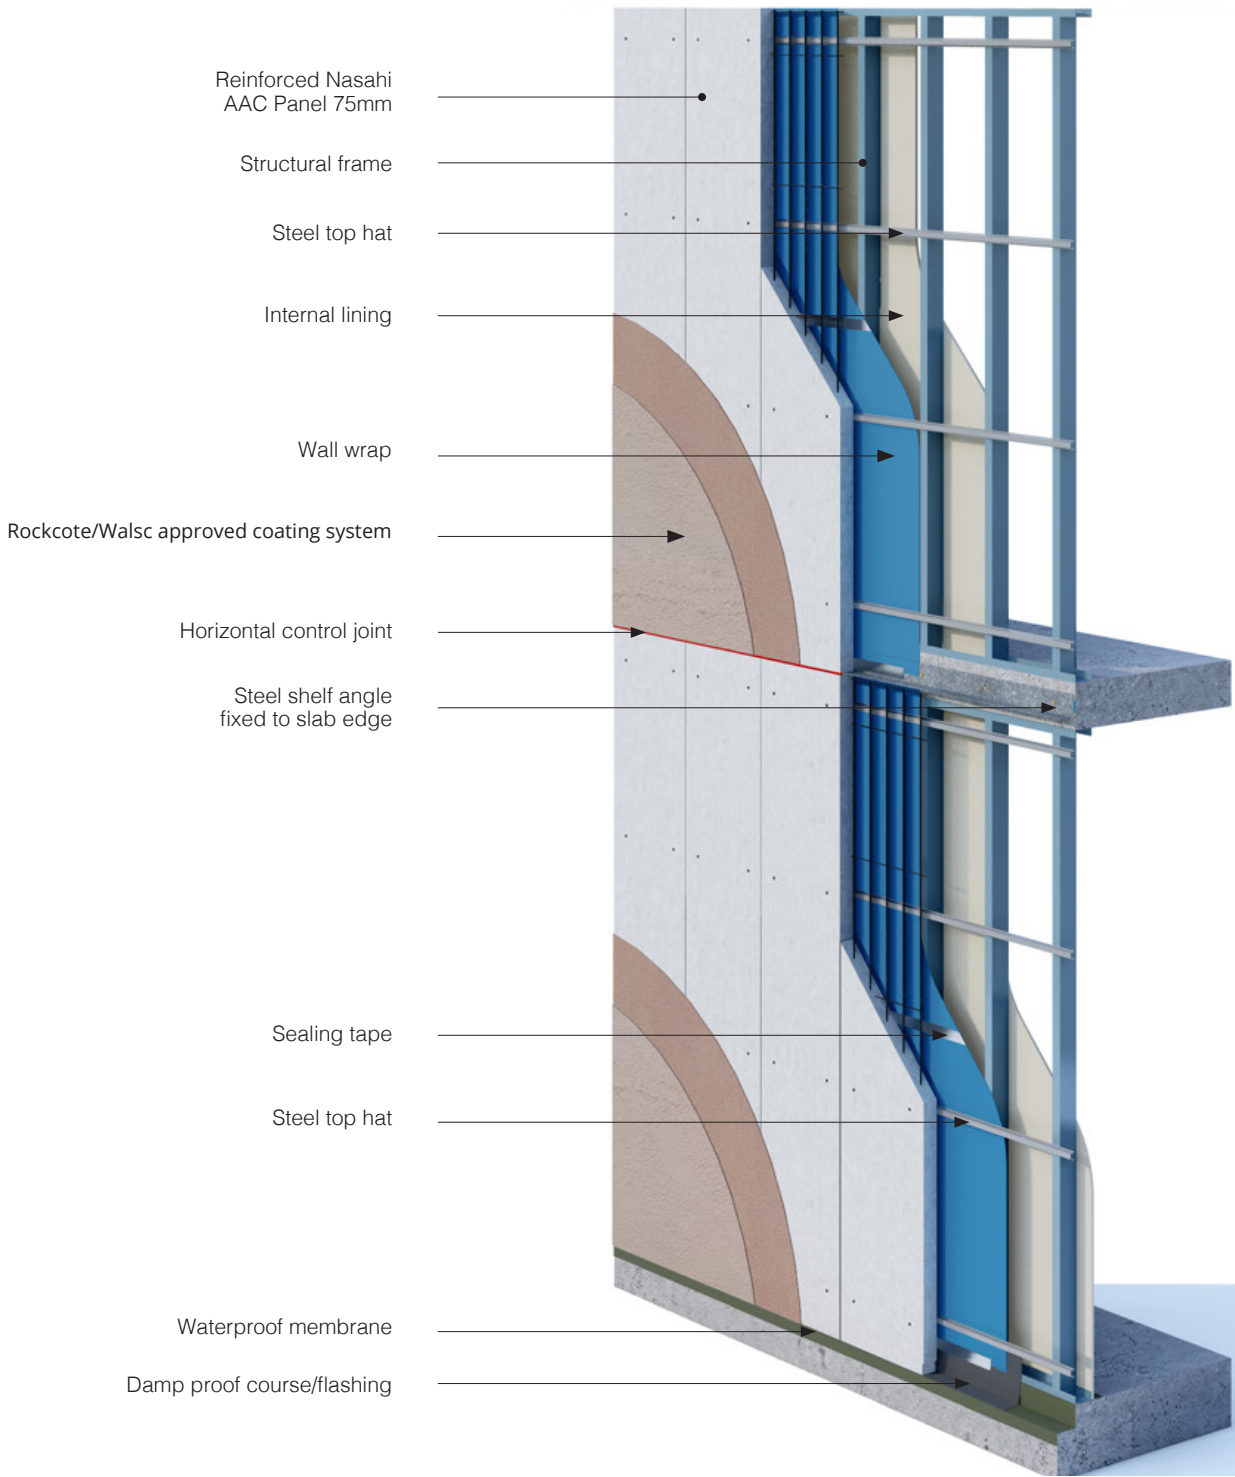 Reinforced Nasahi
AAC Panel 75mm
Structural frame
Steel top hat
Internal lining
Wall wrap
Rockcote/Walsc approved coating system
Horizontal control joint
Steel shelf angle
fixed to slab edge
Sealing tape
Steel top hat
Waterproof membrane
Damp proof course/flashing